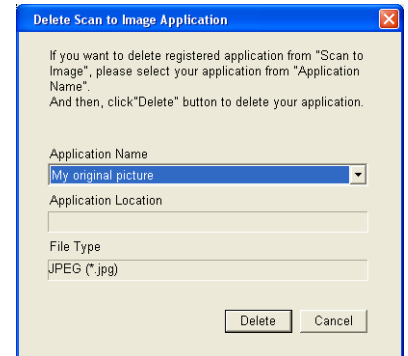 Delete Scan to Image Application
If you want to delete registered application from "Scan to
Image", please select your application from "Application
Name".
And then, click"Delete" button to delete your application.
Application Name
My original picture
Application Location
File Type
JPEG (*.jpg)
Delete Cancel